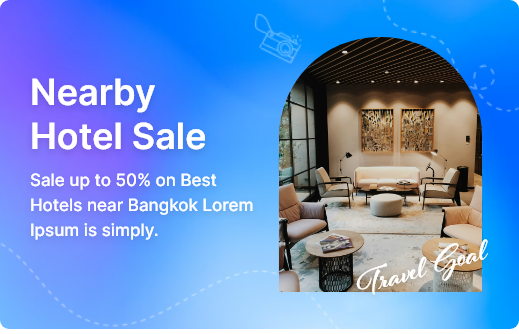 Nearby
Hotel Sale
Sale up to 50% on Best
Hotels near Bangkok Lorem
Ipsum is simply.
Travel Goal